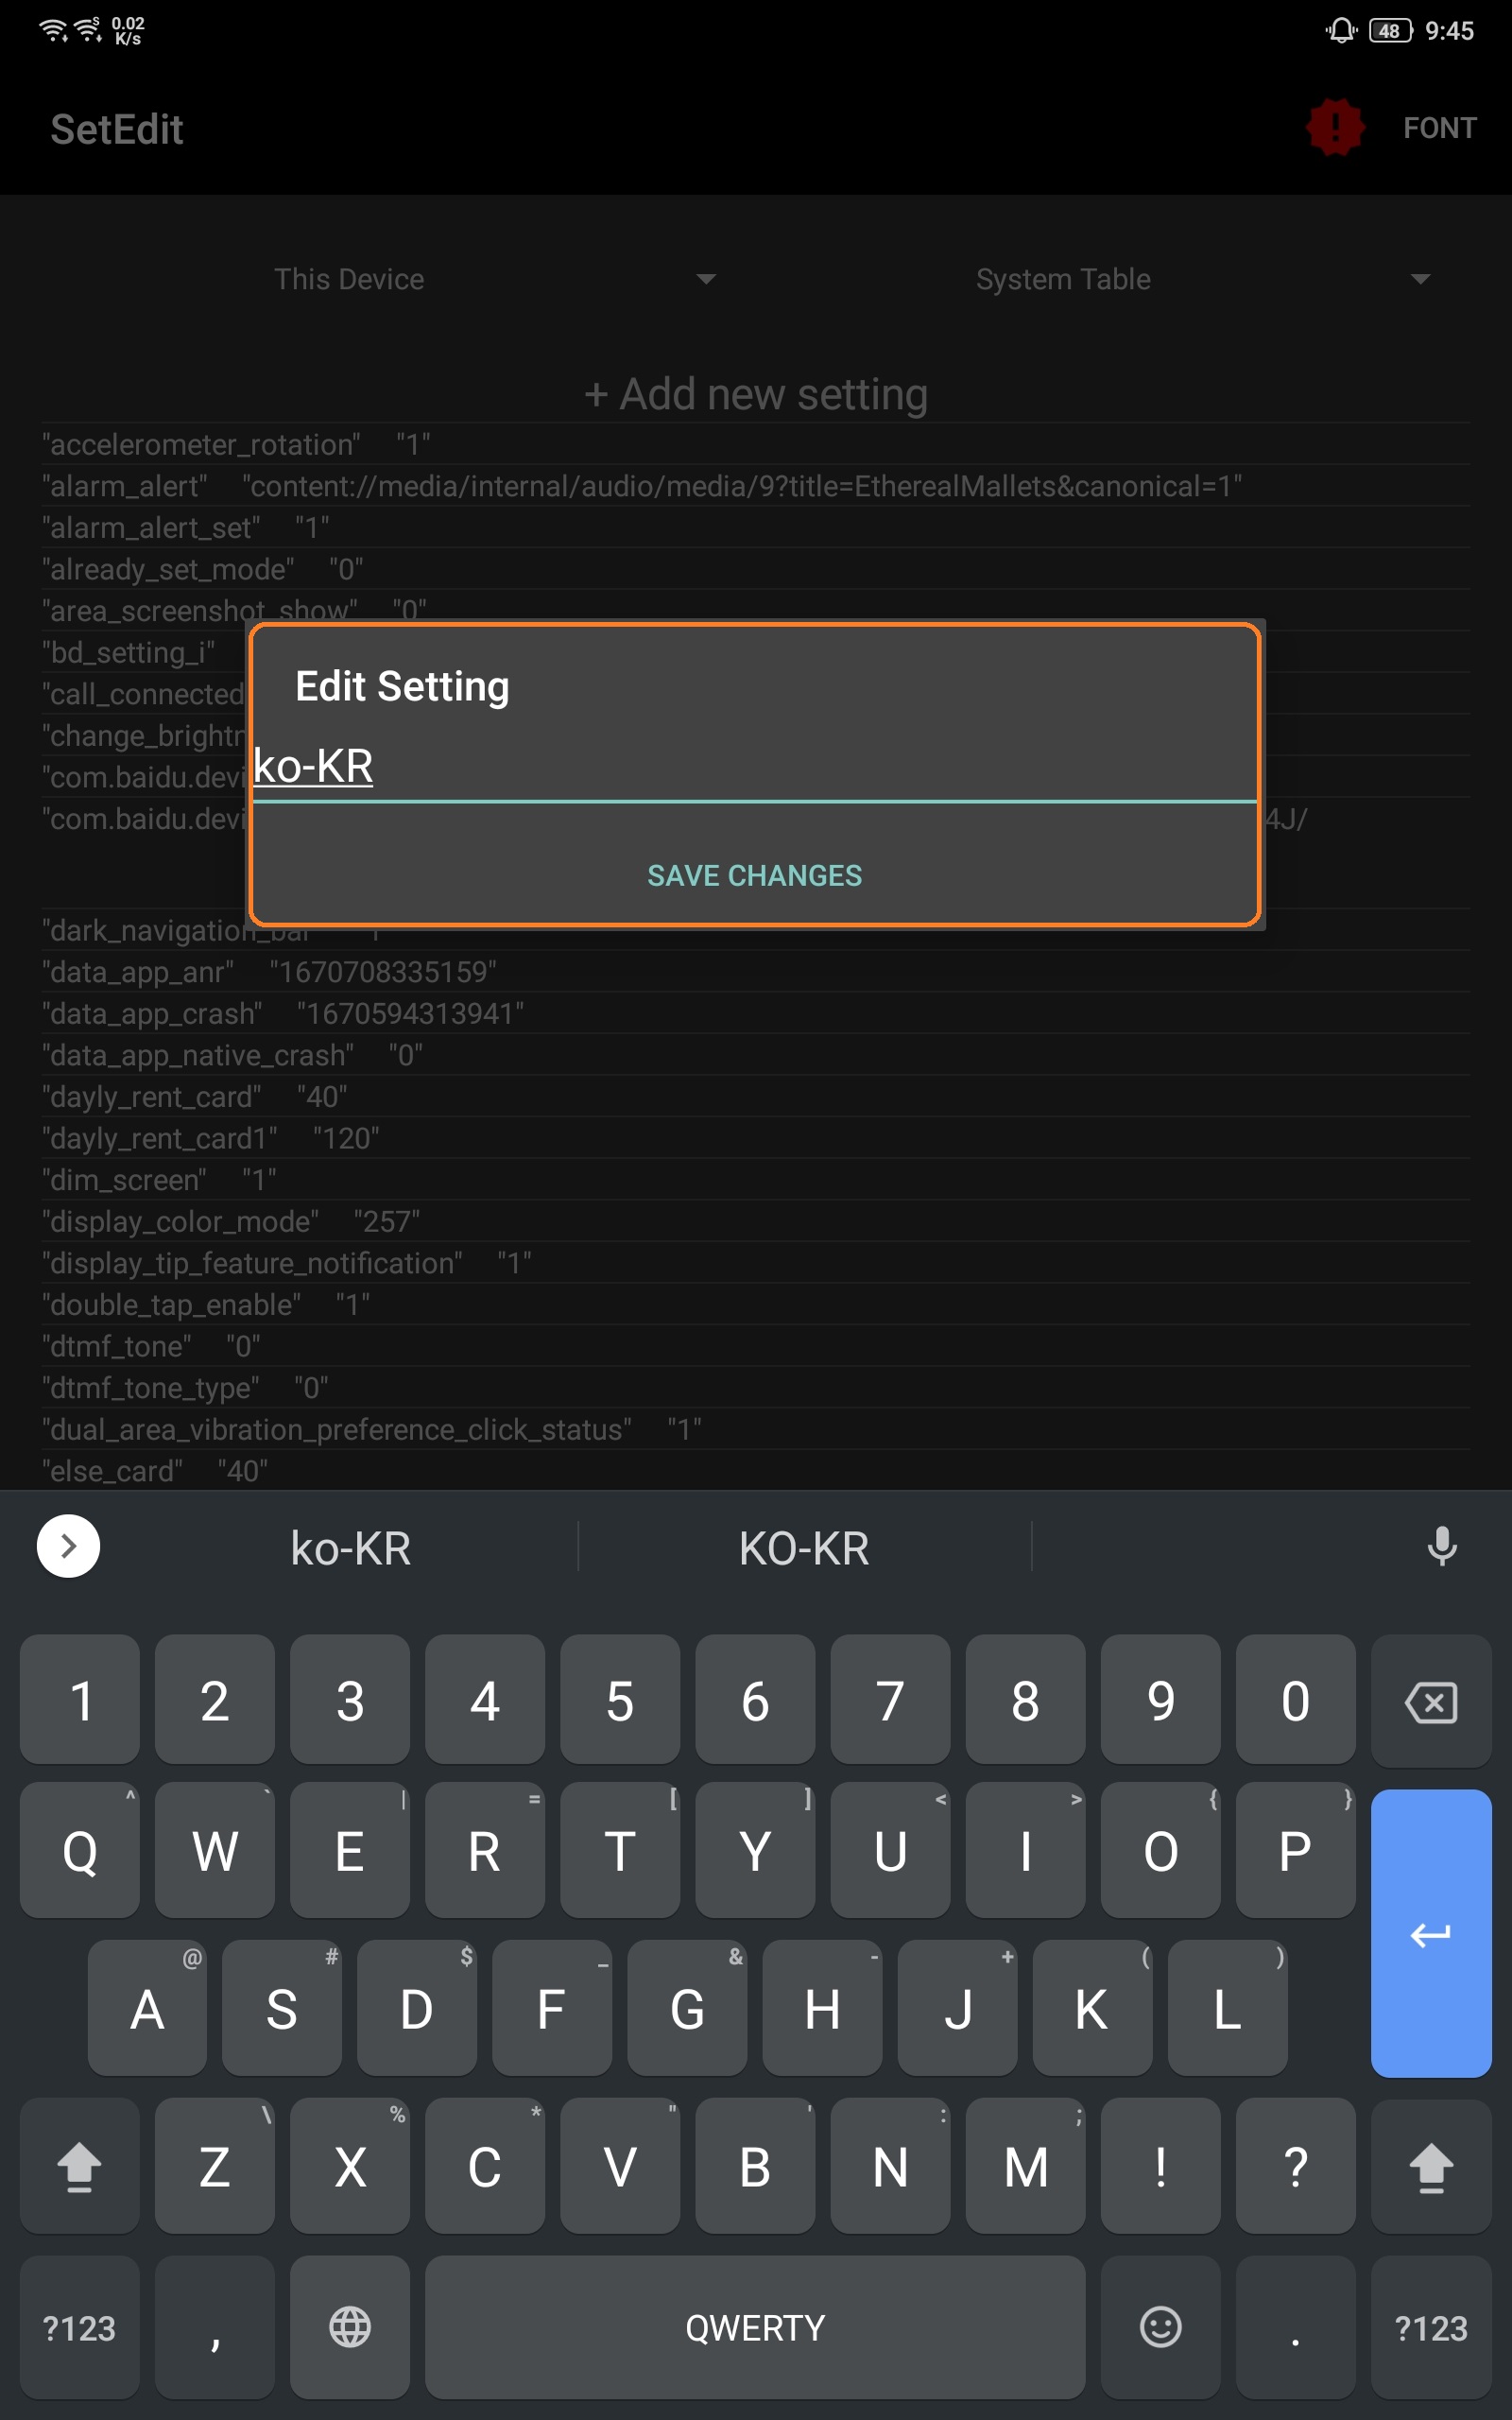 0.02
K/s
48 9:45
SetEdit
! FONT
This Device System Table
+ Add new setting
"accelerometer_rotation" "1"
"alarm_alert" "content://media/internal/audio/media/9?title=EtherealMallets&canonical=1"
"alarm_alert_set" "1"
"already_set_mode" "0"
"area_screenshot_show" "0"
"bd_setting_i"
"call_connected
"change_brightn
"com.baidu.devi
"com.baidu.devi 4J/
Edit Setting
ko-KR
SAVE CHANGES
"dark_navigation_bar"
"data_app_anr" "1670708335159"
"data_app_crash" "1670594313941"
"data_app_native_crash" "0"
"dayly_rent_card" "40"
"dayly_rent_card1" "120"
"dim_screen" "1"
"display_color_mode" "257"
"display_tip_feature_notification" "1"
"double_tap_enable" "1"
"dtmf_tone" "0"
"dtmf_tone_type" "0"
"dual_area_vibration_preference_click_status" "1"
"else_card" "40"
ko-KR KO-KR
1 2 3 4 5 6 7 8 9 0
^ ` | = [ ] < > { }
Q W E R T Y U I O P
@ # $ _ & - + ( )
A S D F G H J K L
\ % * " ' : ;
Z X C V B N M ! ?
?123 , QWERTY . ?123